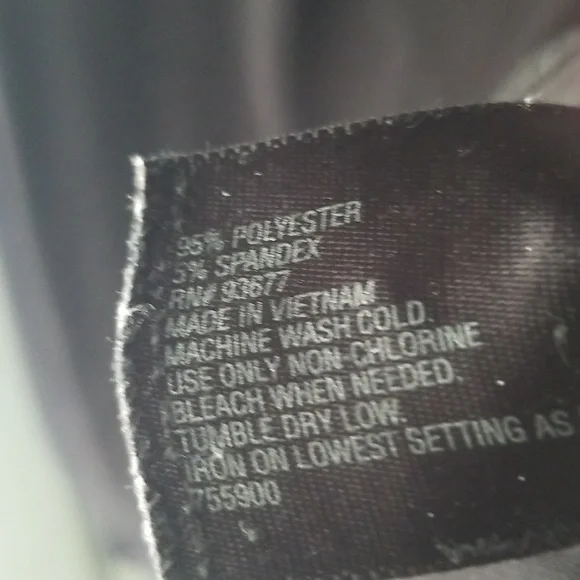 95% POLYESTER
5% SPANDEX
RN# 93677
MADE IN VIETNAM.
MACHINE WASH COLD.
USE ONLY NON-CHLORINE
BLEACH WHEN NEEDED.
TUMBLE DRY LOW.
IRON ON LOWEST SETTING AS
755900